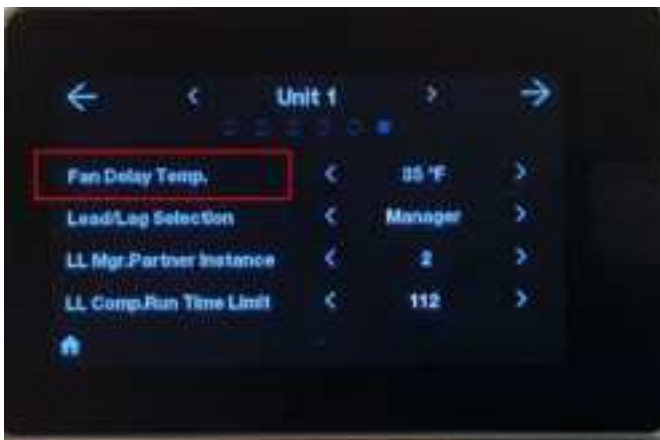 Unit 1
Fan Delay Temp. 85 °F
Lead/Lag Selection Manager
LL Mgr.Partner Instance 2
LL Comp.Run Time Limit 112